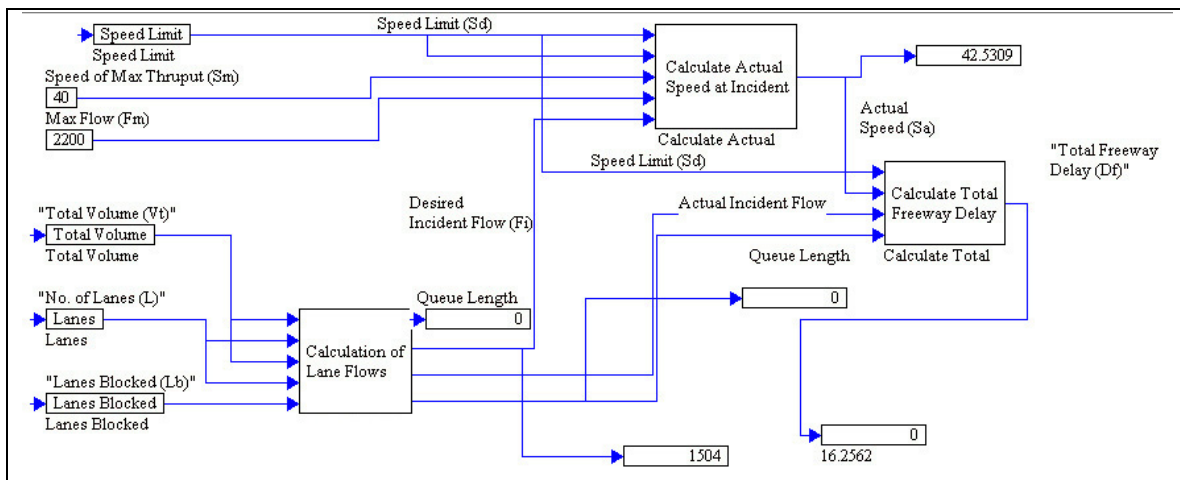 Speed Limit (Sd)
Speed Limit
Speed Limit
Speed of Max Thruput (Sm)
40
Max Flow (Fm)
2200
Calculate Actual
Speed at Incident
Calculate Actual
42.5309
Actual
Speed (Sa)
"Total Freeway
Delay (Df)"
Speed Limit (Sd)
Calculate Total
Freeway Delay
Calculate Total
Actual Incident Flow
Desired
Incident Flow (Fi)
"Total Volume (Vt)"
Total Volume
Total Volume
"No. of Lanes (L)"
Lanes
Lanes
"Lanes Blocked (Lb)"
Lanes Blocked
Lanes Blocked
Calculation of
Lane Flows
Queue Length
0
Queue Length
0
1504
0
16.2562